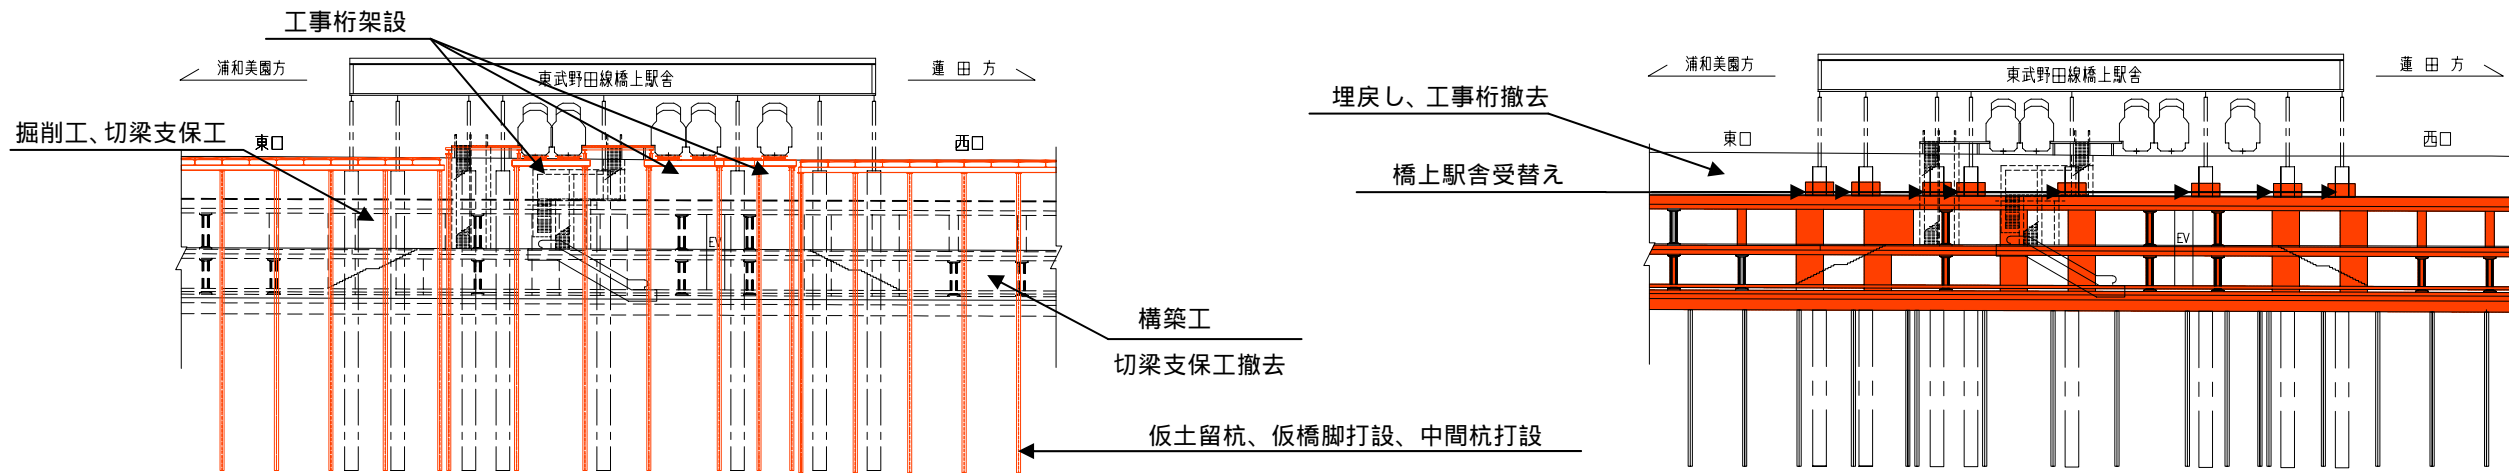 工事桁架設
浦和美園方
東武野田線橋上駅舎
蓮田方
掘削工、切梁支保工
東口
西口
EV
構築工
切梁支保工撤去
仮土留杭、仮橋脚打設、中間杭打設
浦和美園方
東武野田線橋上駅舎
蓮田方
埋戻し、工事桁撤去
東口
西口
橋上駅舎受替え
EV